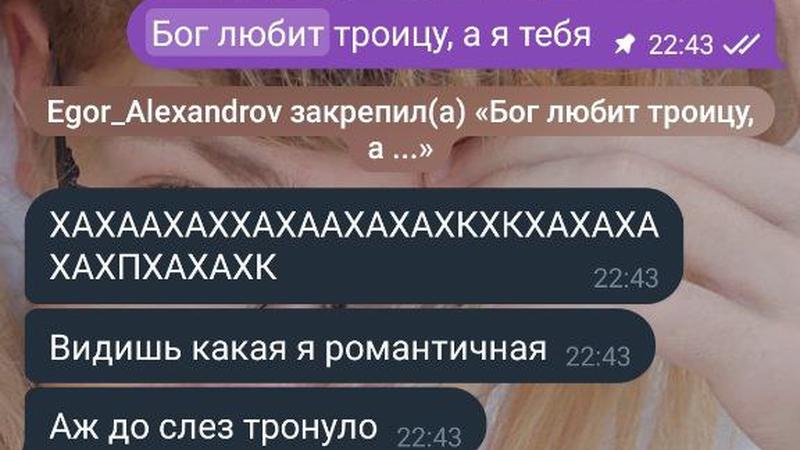 Бог любит троицу, а я тебя 22:43
Egor_Alexandrov закрепил(а) «Бог любит троицу,
а ...»
ХАХААХАХХАХААХАХАХКХКХАХАХА
ХАХПХАХАХК 22:43
Видишь какая я романтичная 22:43
Аж до слез тронуло 22:43